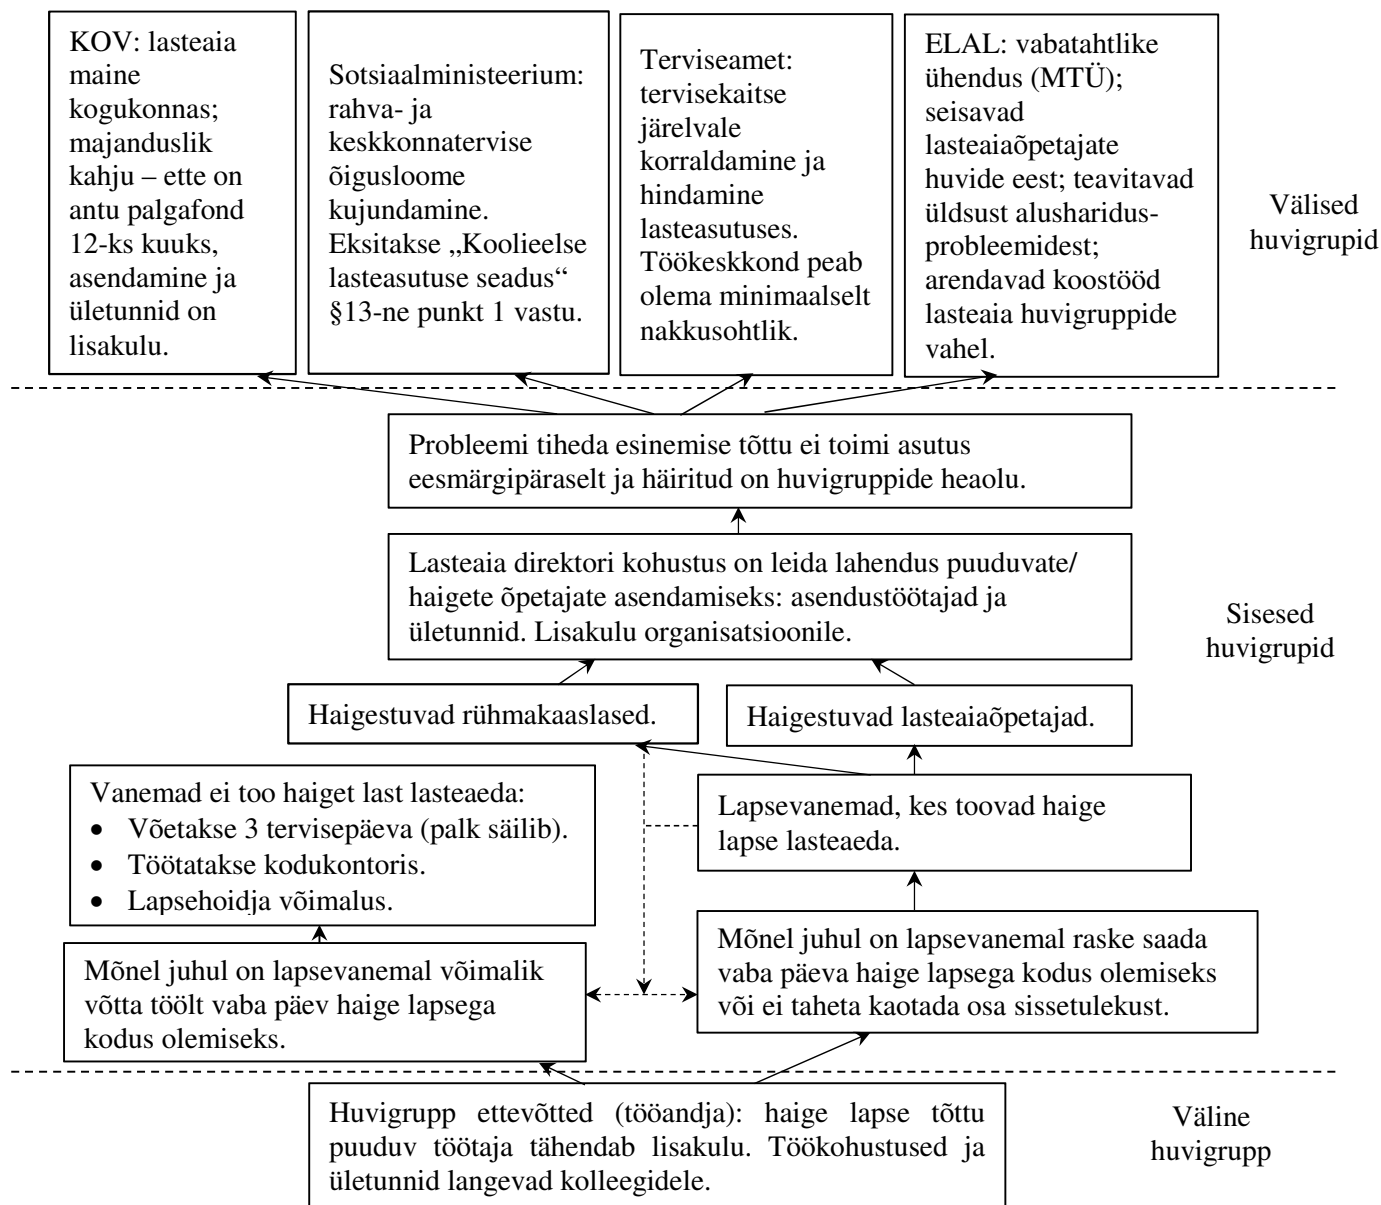 KOV: lasteaia
maine
kogukonnas;
majanduslik
kahju – ette on
antu palgafond
12-ks kuuks,
asendamine ja
ületunnid on
lisakulu.
Sotsiaalministeerium:
rahva- ja
keskkonnatervise
õigusloome
kujundamine.
Eksitakse „Koolieelse
lasteasutuse seadus“
§13-ne punkt 1 vastu.
Terviseamet:
tervisekaitse
järelvale
korraldamine ja
hindamine
lasteasutuses.
Töökeskkond peab
olema minimaalselt
nakkusohtlik.
ELAL: vabatahtlike
ühendus (MTÜ);
seisavad
lasteaiaõpetajate
huvide eest; teavitavad
üldsust alusharidus-
probleemidest;
arendavad koostööd
lasteaia huvigruppide
vahel.
Välised
huvigrupid
Probleemi tiheda esinemise tõttu ei toimi asutus
eesmärgipäraselt ja häiritud on huvigruppide heaolu.
Lasteaia direktori kohustus on leida lahendus puuduvate/
haigete õpetajate asendamiseks: asendustöötajad ja
ületunnid. Lisakulu organisatsioonile.
Sisesed
huvigrupid
Haigestuvad rühmakaaslased.
Haigestuvad lasteaiaõpetajad.
Vanemad ei too haiget last lasteaeda:
• Võetakse 3 tervisepäeva (palk säilib).
• Töötatakse kodukontoris.
• Lapsehoidja võimalus.
Lapsevanemad, kes toovad haige
lapse lasteaeda.
Mõnel juhul on lapsevanemal võimalik
võtta töölt vaba päev haige lapsega
kodus olemiseks.
Mõnel juhul on lapsevanemal raske saada
vaba päeva haige lapsega kodus olemiseks
või ei taheta kaotada osa sissetulekust.
Huvigrupp ettevõtted (tööandja): haige lapse tõttu
puuduv töötaja tähendab lisakulu. Töökohustused ja
ületunnid langevad kolleegidele.
Väline
huvigrupp